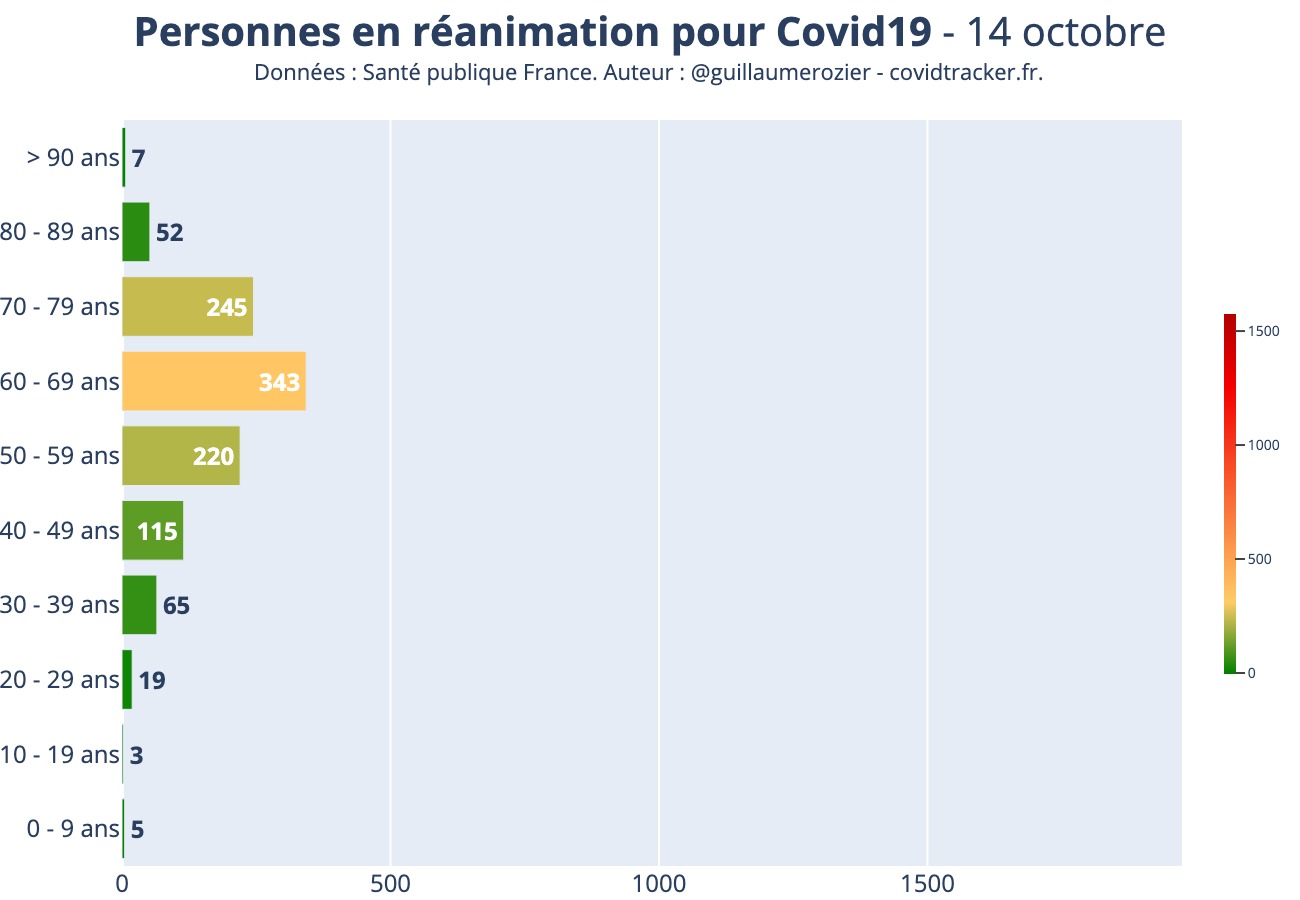 Personnes en réanimation pour Covid19 - 14 octobre
Données : Santé publique France. Auteur : @guillaumerozier - covidtracker.fr.
> 90 ans 7
80 - 89 ans 52
70 - 79 ans 245
60 - 69 ans 343
50 - 59 ans 220
40 - 49 ans 115
30 - 39 ans 65
20 - 29 ans 19
10 - 19 ans 3
0 - 9 ans 5
0 500 1000 1500
1500
1000
500
0